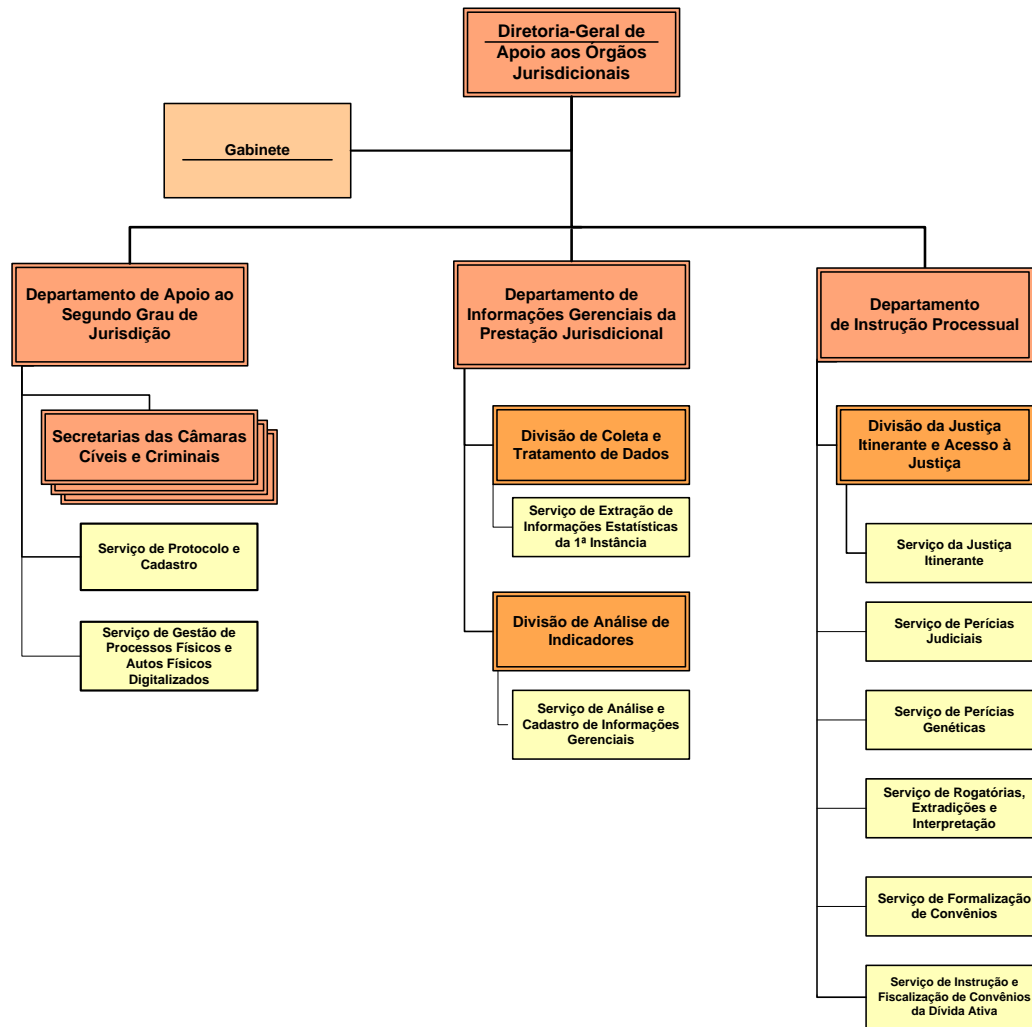 Diretoria-Geral de
Apoio aos Órgãos
Jurisdicionais
Gabinete
Departamento de Apoio ao
Segundo Grau de
Jurisdição
Secretarias das Câmaras
Cíveis e Criminais
Serviço de Protocolo e
Cadastro
Serviço de Gestão de
Processos Físicos e
Autos Físicos
Digitalizados
Departamento de
Informações Gerenciais da
Prestação Jurisdicional
Divisão de Coleta e
Tratamento de Dados
Serviço de Extração de
Informações Estatísticas
da 1ª Instância
Divisão de Análise de
Indicadores
Serviço de Análise e
Cadastro de Informações
Gerenciais
Departamento
de Instrução Processual
Divisão da Justiça
Itinerante e Acesso à
Justiça
Serviço da Justiça
Itinerante
Serviço de Perícias
Judiciais
Serviço de Perícias
Genéticas
Serviço de Rogatórias,
Extradições e
Interpretação
Serviço de Formalização
de Convênios
Serviço de Instrução e
Fiscalização de Convênios
da Dívida Ativa